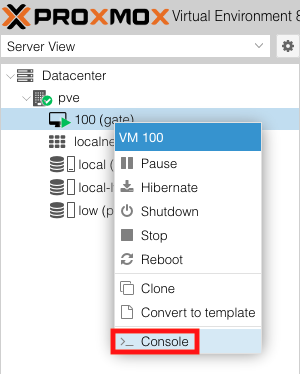 PROXMOX Virtual Environment 8
Server View
Datacenter
pve
100 (gate)
VM 100
localne
Pause
local (
Hibernate
local-l
Shutdown
low (p
Stop
Reboot
Clone
Convert to template
>_ Console